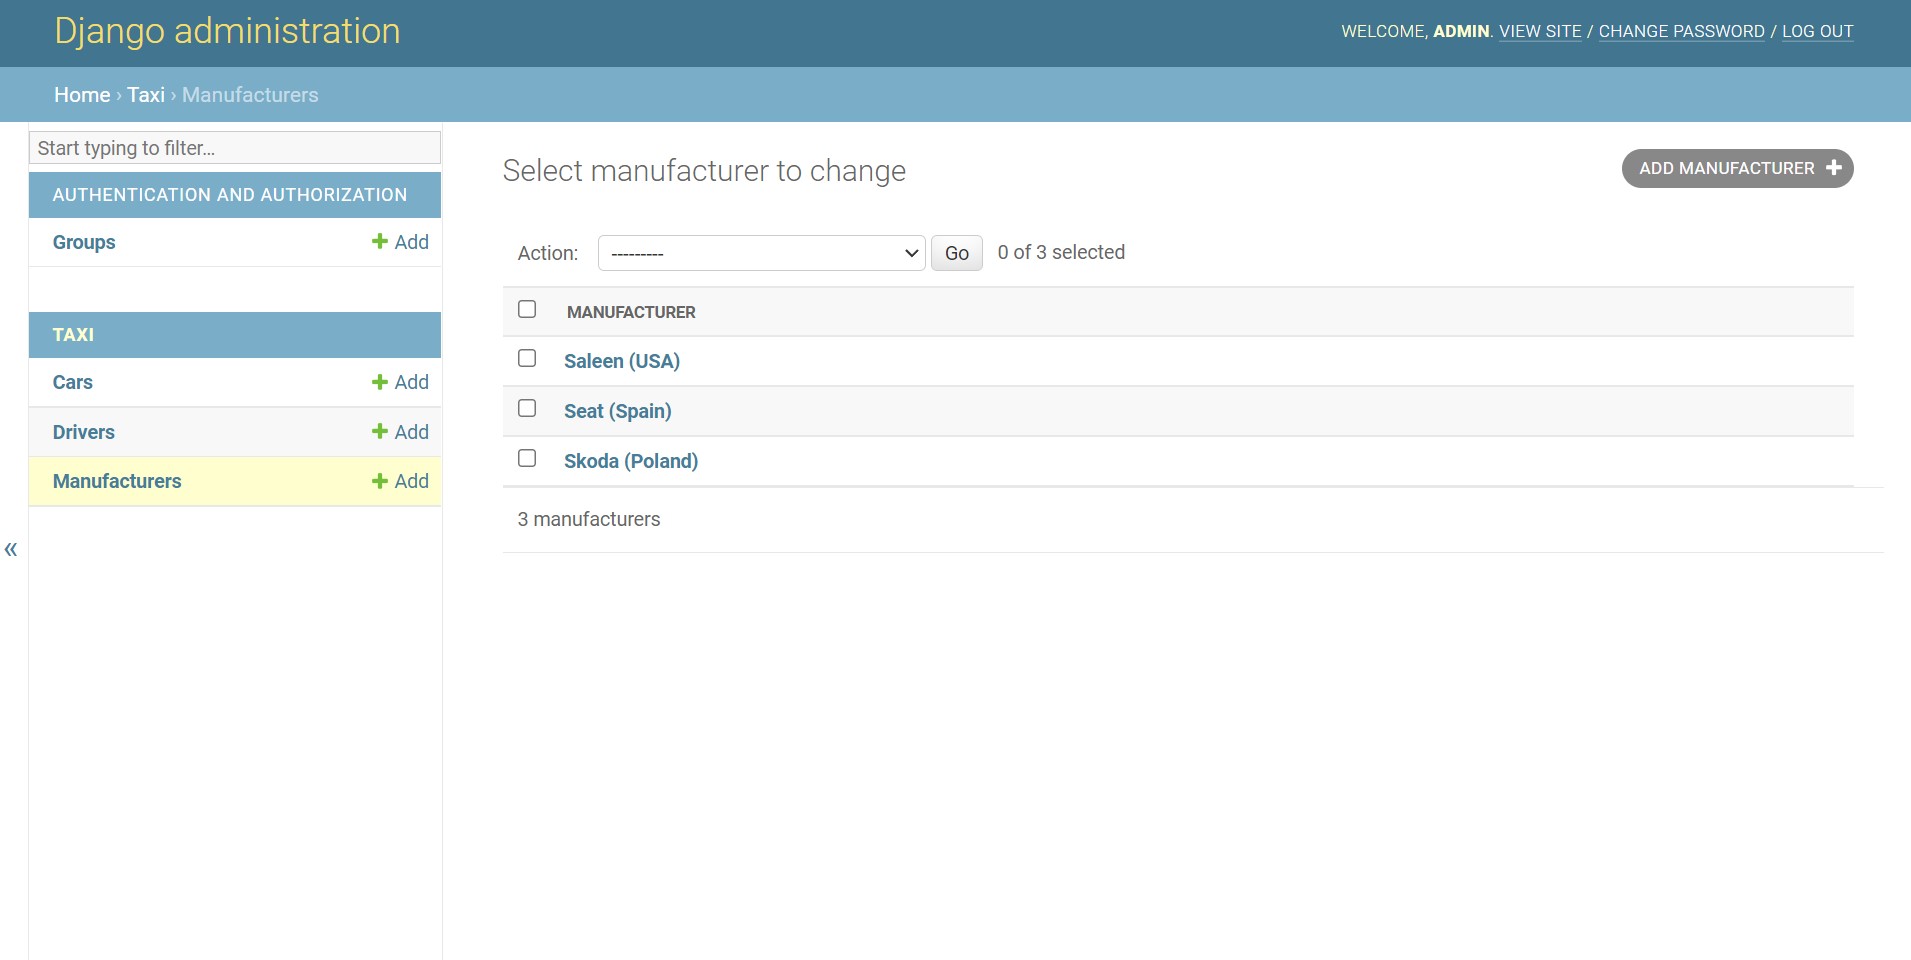 Django administration
WELCOME, ADMIN. VIEW SITE / CHANGE PASSWORD / LOG OUT
Home › Taxi › Manufacturers
Start typing to filter...
AUTHENTICATION AND AUTHORIZATION
Groups + Add
TAXI
Cars + Add
Drivers + Add
Manufacturers + Add
«
Select manufacturer to change
ADD MANUFACTURER +
Action: --------- Go 0 of 3 selected
MANUFACTURER
Saleen (USA)
Seat (Spain)
Skoda (Poland)
3 manufacturers